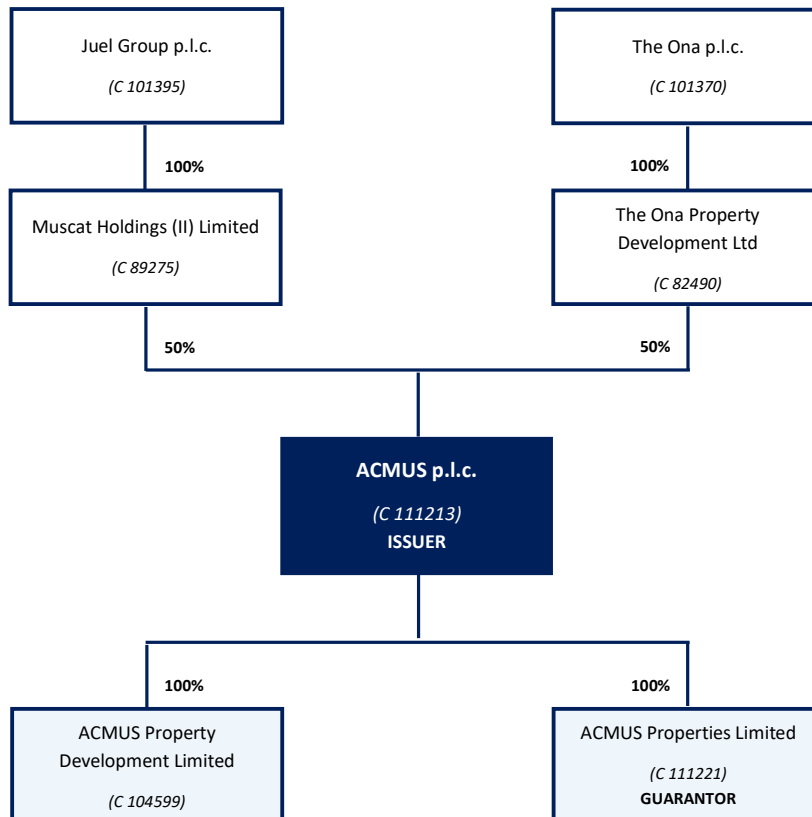 Juel Group p.l.c.
(C 101395)
The Ona p.l.c.
(C 101370)
100%
100%
Muscat Holdings (II) Limited
(C 89275)
The Ona Property
Development Ltd
(C 82490)
50%
50%
ACMUS p.l.c.
(C 111213)
ISSUER
100%
100%
ACMUS Property
Development Limited
(C 104599)
ACMUS Properties Limited
(C 111221)
GUARANTOR